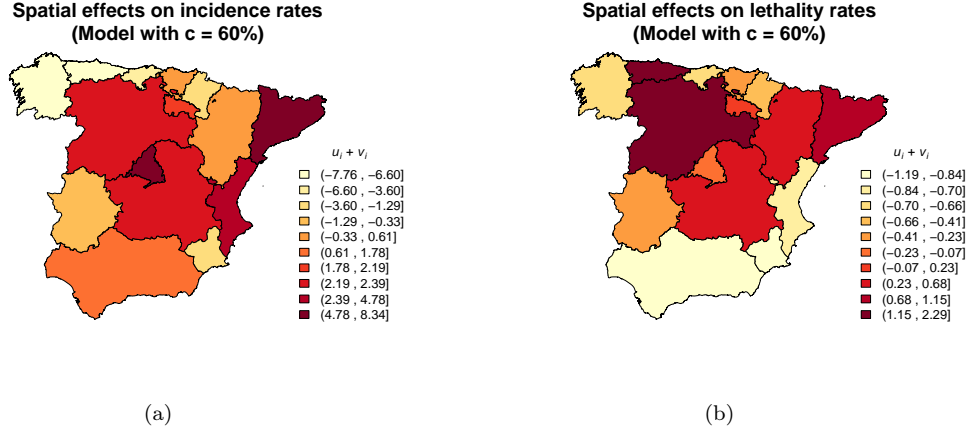 Spatial effects on incidence rates
(Model with c = 60%)
u_i + v_i
(−7.76 , −6.60]
(−6.60 , −3.60]
(−3.60 , −1.29]
(−1.29 , −0.33]
(−0.33 , 0.61]
(0.61 , 1.78]
(1.78 , 2.19]
(2.19 , 2.39]
(2.39 , 4.78]
(4.78 , 8.34]
(a)
Spatial effects on lethality rates
(Model with c = 60%)
u_i + v_i
(−1.19 , −0.84]
(−0.84 , −0.70]
(−0.70 , −0.66]
(−0.66 , −0.41]
(−0.41 , −0.23]
(−0.23 , −0.07]
(−0.07 , 0.23]
(0.23 , 0.68]
(0.68 , 1.15]
(1.15 , 2.29]
(b)